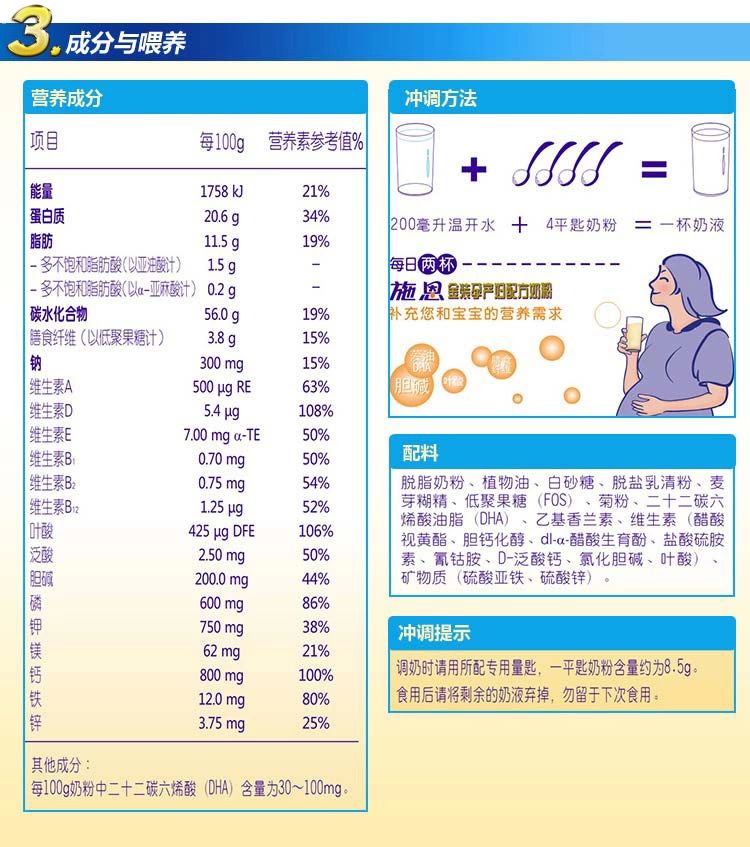 3.成分与喂养
营养成分
项目 每100g 营养素参考值%
能量 1758 kJ 21%
蛋白质 20.6 g 34%
脂肪 11.5 g 19%
– 多不饱和脂肪酸(以亚油酸计) 1.5 g –
– 多不饱和脂肪酸(以α-亚麻酸计) 0.2 g –
碳水化合物 56.0 g 19%
膳食纤维(以低聚果糖计) 3.8 g 15%
钠 300 mg 15%
维生素A 500 μg RE 63%
维生素D 5.4 μg 108%
维生素E 7.00 mg α-TE 50%
维生素B₁ 0.70 mg 50%
维生素B₂ 0.75 mg 54%
维生素B₁₂ 1.25 μg 52%
叶酸 425 μg DFE 106%
泛酸 2.50 mg 50%
胆碱 200.0 mg 44%
磷 600 mg 86%
钾 750 mg 38%
镁 62 mg 21%
钙 800 mg 100%
铁 12.0 mg 80%
锌 3.75 mg 25%
其他成分：
每100g奶粉中二十二碳六烯酸（DHA）含量为30～100mg。
冲调方法
+ =
200毫升温开水 + 4平匙奶粉 = 一杯奶液
每日两杯
施恩 金装孕产妇配方奶粉
补充您和宝宝的营养需求
藻油
DHA
胆碱
叶酸
配料
脱脂奶粉、植物油、白砂糖、脱盐乳清粉、麦
芽糊精、低聚果糖（FOS）、菊粉、二十二碳六
烯酸油脂（DHA）、乙基香兰素、维生素（醋酸
视黄酯、胆钙化醇、dl-α-醋酸生育酚、盐酸硫胺
素、氰钴胺、D-泛酸钙、氯化胆碱、叶酸）、
矿物质（硫酸亚铁、硫酸锌）。
冲调提示
调奶时请用所配专用量匙，一平匙奶粉含量约为8.5g。
食用后请将剩余的奶液弃掉，勿留于下次食用。